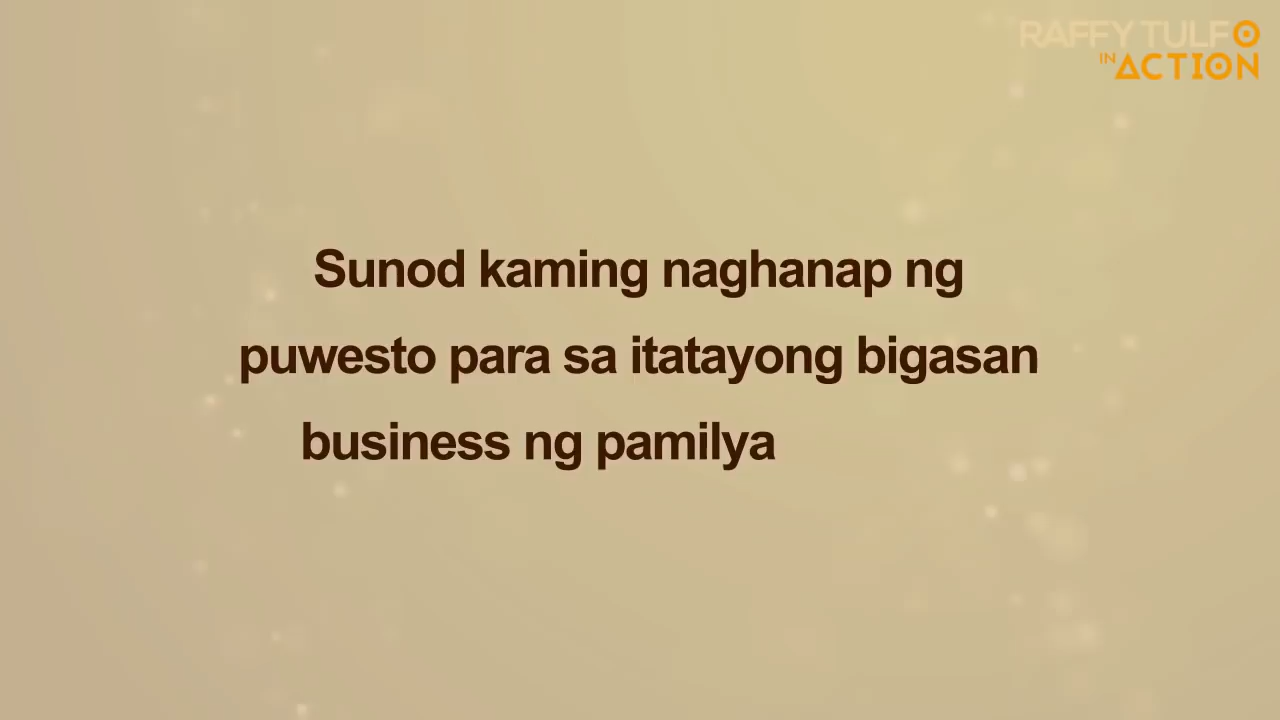 RAFFY TULFO
IN ACTION
Sunod kaming naghanap ng
puwesto para sa itatayong bigasan
business ng pamilya